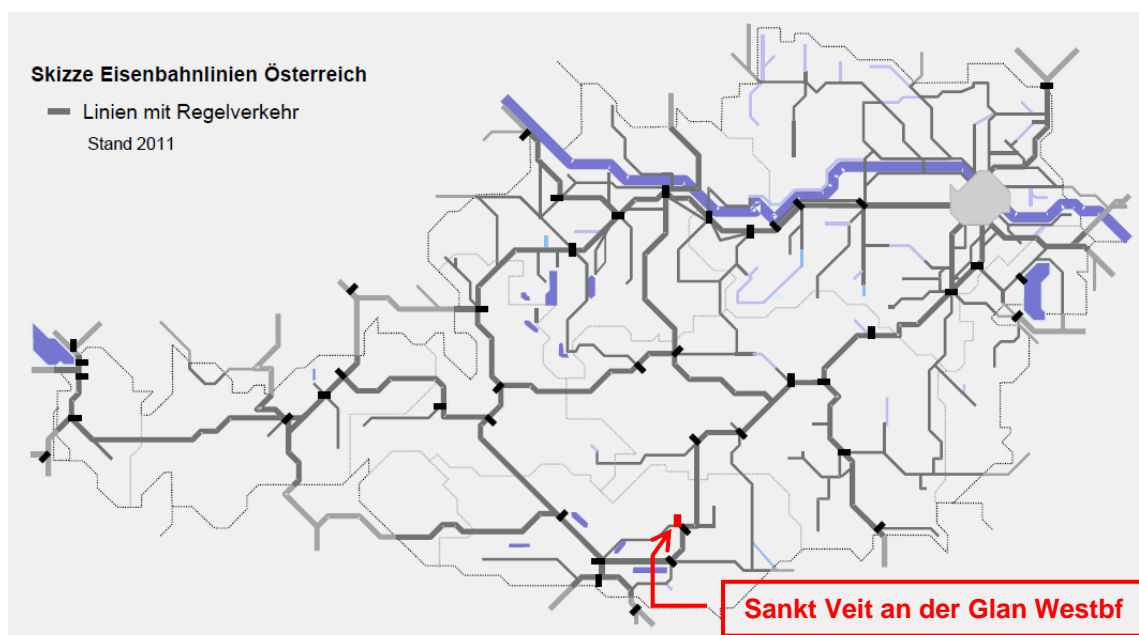 Skizze Eisenbahnlinien Österreich
Linien mit Regelverkehr
Stand 2011
Sankt Veit an der Glan Westbf